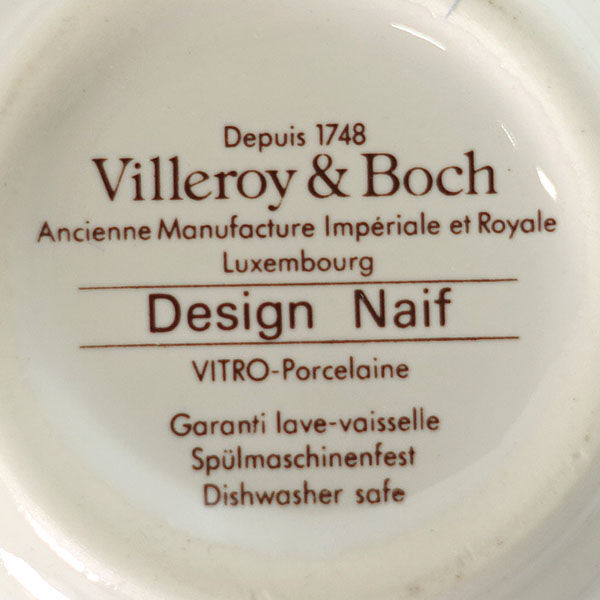 Depuis 1748
Villeroy & Boch
Ancienne Manufacture Impériale et Royale
Luxembourg
Design Naif
VITRO-Porcelaine
Garanti lave-vaisselle
Spülmaschinenfest
Dishwasher safe